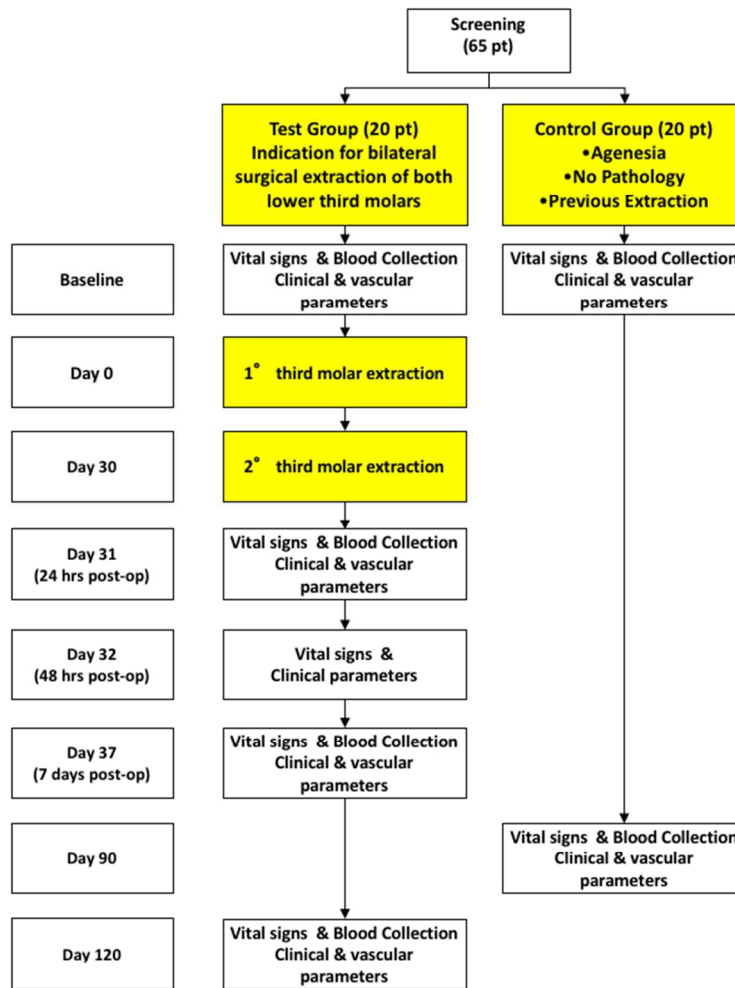 Screening
(65 pt)
Test Group (20 pt)
Indication for bilateral
surgical extraction of both
lower third molars
Control Group (20 pt)
•Agenesia
•No Pathology
•Previous Extraction
Baseline
Vital signs & Blood Collection
Clinical & vascular
parameters
Vital signs & Blood Collection
Clinical & vascular
parameters
Day 0
1° third molar extraction
Day 30
2° third molar extraction
Day 31
(24 hrs post-op)
Vital signs & Blood Collection
Clinical & vascular
parameters
Day 32
(48 hrs post-op)
Vital signs &
Clinical parameters
Day 37
(7 days post-op)
Vital signs & Blood Collection
Clinical & vascular
parameters
Day 90
Vital signs & Blood Collection
Clinical & vascular
parameters
Day 120
Vital signs & Blood Collection
Clinical & vascular
parameters